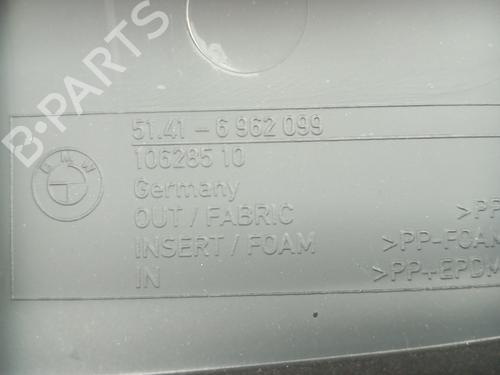 B-PARTS
BMW
51.41 - 6 962 099
106285 10
Germany
OUT / FABRIC >PP
INSERT / FOAM >PP-FOAM
IN >PP+EPDM